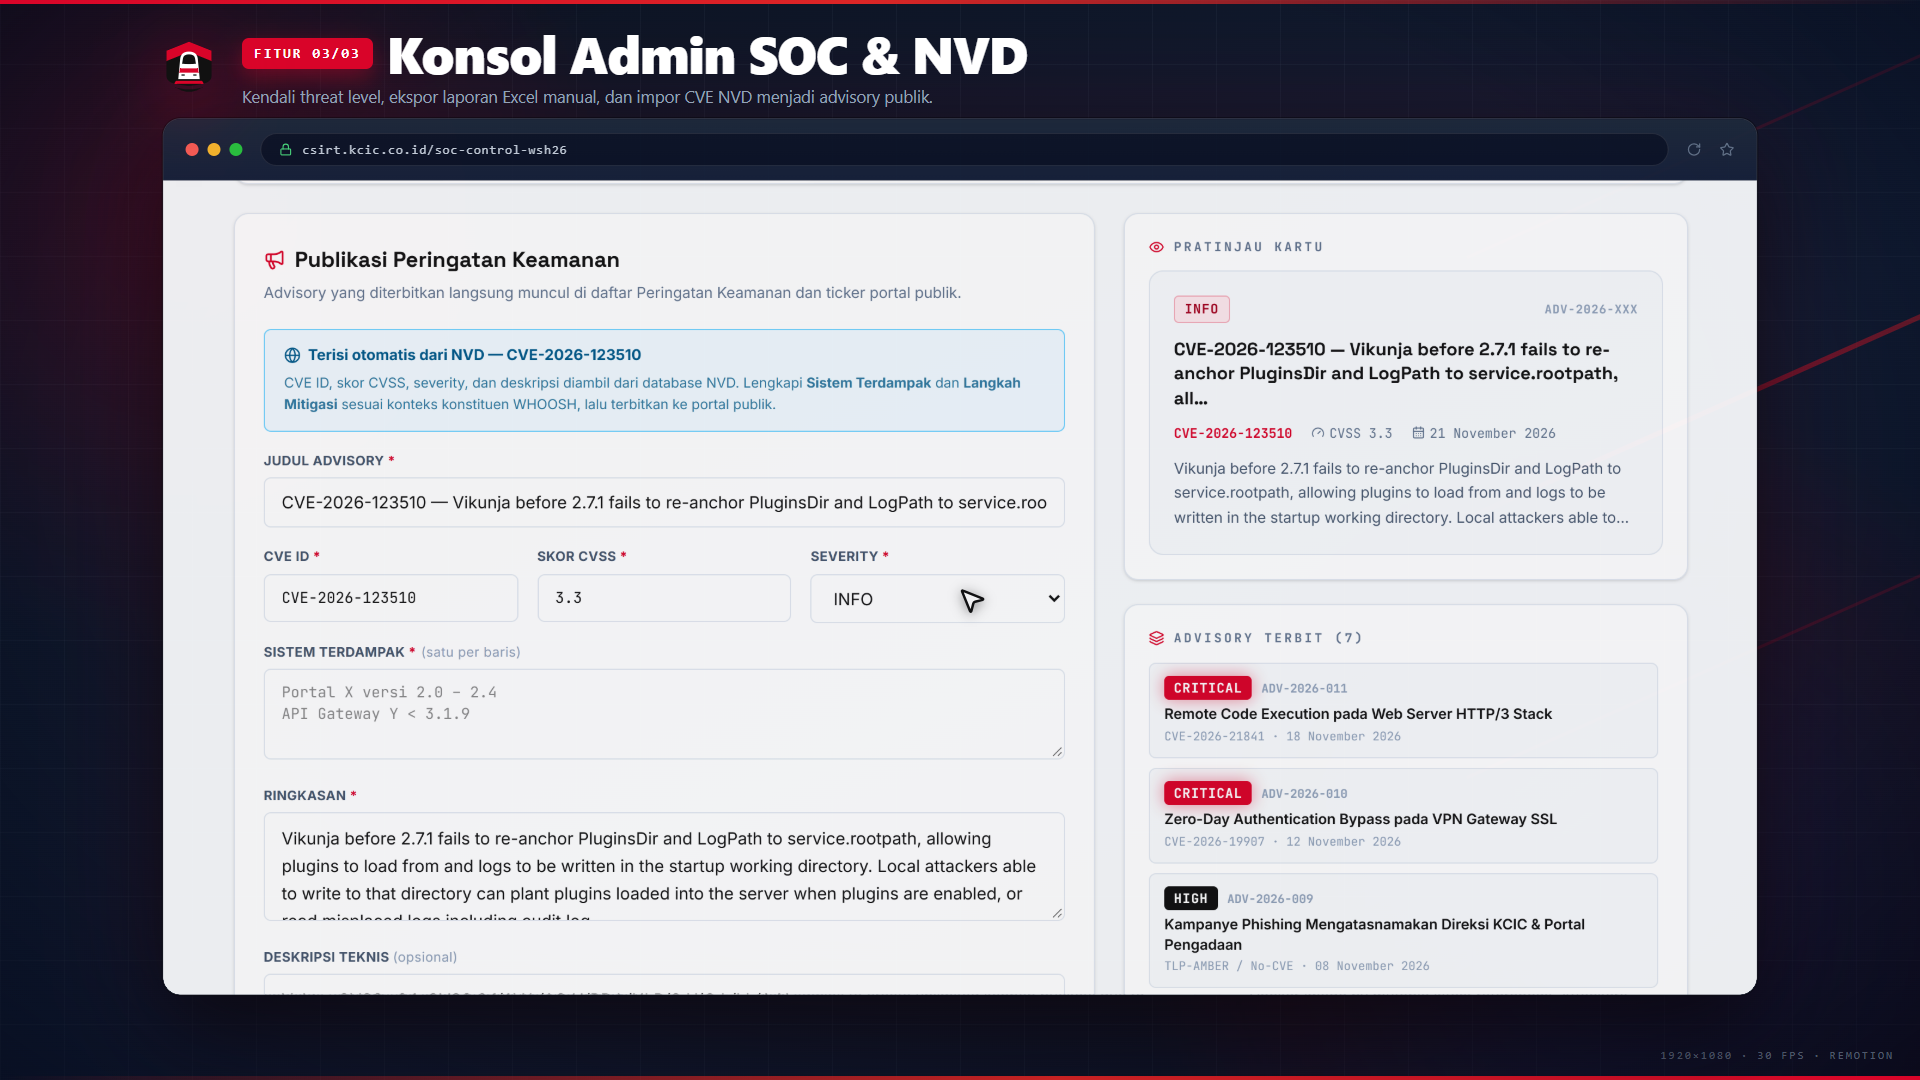 FITUR 03/03
Konsol Admin SOC & NVD
Kendali threat level, ekspor laporan Excel manual, dan impor CVE NVD menjadi advisory publik.
csirt.kcic.co.id/soc-control-wsh26
Publikasi Peringatan Keamanan
Advisory yang diterbitkan langsung muncul di daftar Peringatan Keamanan dan ticker portal publik.
Terisi otomatis dari NVD — CVE-2026-123510
CVE ID, skor CVSS, severity, dan deskripsi diambil dari database NVD. Lengkapi Sistem Terdampak dan Langkah
Mitigasi sesuai konteks konstituen WHOOSH, lalu terbitkan ke portal publik.
JUDUL ADVISORY *
CVE-2026-123510 — Vikunja before 2.7.1 fails to re-anchor PluginsDir and LogPath to service.roo
CVE ID *
SKOR CVSS *
SEVERITY *
CVE-2026-123510
3.3
INFO
SISTEM TERDAMPAK * (satu per baris)
Portal X versi 2.0 – 2.4
API Gateway Y < 3.1.9
RINGKASAN *
Vikunja before 2.7.1 fails to re-anchor PluginsDir and LogPath to service.rootpath, allowing
plugins to load from and logs to be written in the startup working directory. Local attackers able
to write to that directory can plant plugins loaded into the server when plugins are enabled, or
read misplaced logs including audit.log.
DESKRIPSI TEKNIS (opsional)
PRATINJAU KARTU
INFO
ADV-2026-XXX
CVE-2026-123510 — Vikunja before 2.7.1 fails to re-
anchor PluginsDir and LogPath to service.rootpath,
all...
CVE-2026-123510
CVSS 3.3
21 November 2026
Vikunja before 2.7.1 fails to re-anchor PluginsDir and LogPath to
service.rootpath, allowing plugins to load from and logs to be
written in the startup working directory. Local attackers able to...
ADVISORY TERBIT (7)
CRITICAL
ADV-2026-011
Remote Code Execution pada Web Server HTTP/3 Stack
CVE-2026-21841 · 18 November 2026
CRITICAL
ADV-2026-010
Zero-Day Authentication Bypass pada VPN Gateway SSL
CVE-2026-19907 · 12 November 2026
HIGH
ADV-2026-009
Kampanye Phishing Mengatasnamakan Direksi KCIC & Portal
Pengadaan
TLP-AMBER / No-CVE · 08 November 2026
1920×1080 · 30 FPS · REMOTION